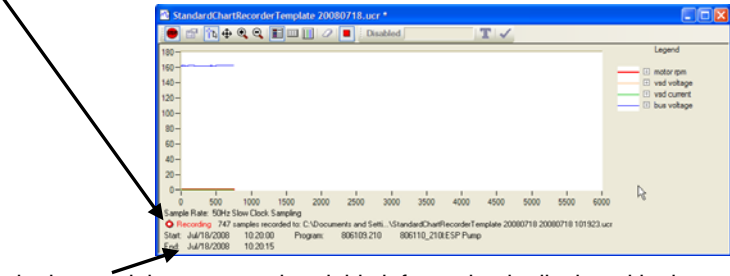 StandardChartRecorderTemplate 20080718.ucr *
Disabled
T
180
160
140
120
100
80
60
40
20
0
0 500 1000 1500 2000 2500 3000 3500 4000 4500 5000 5500 6000
Legend
motor rpm
vsd voltage
vsd current
bus voltage
Sample Rate: 50Hz Slow Clock Sampling
Recording 747 samples recorded to: C:\Documents and Setti...\StandardChartRecorderTemplate 20080718 20080718 101923.ucr
Start: Jul/18/2008 10:20:00 Program: 806109.210 806110_210:ESP Pump
End: Jul/18/2008 10:20:15